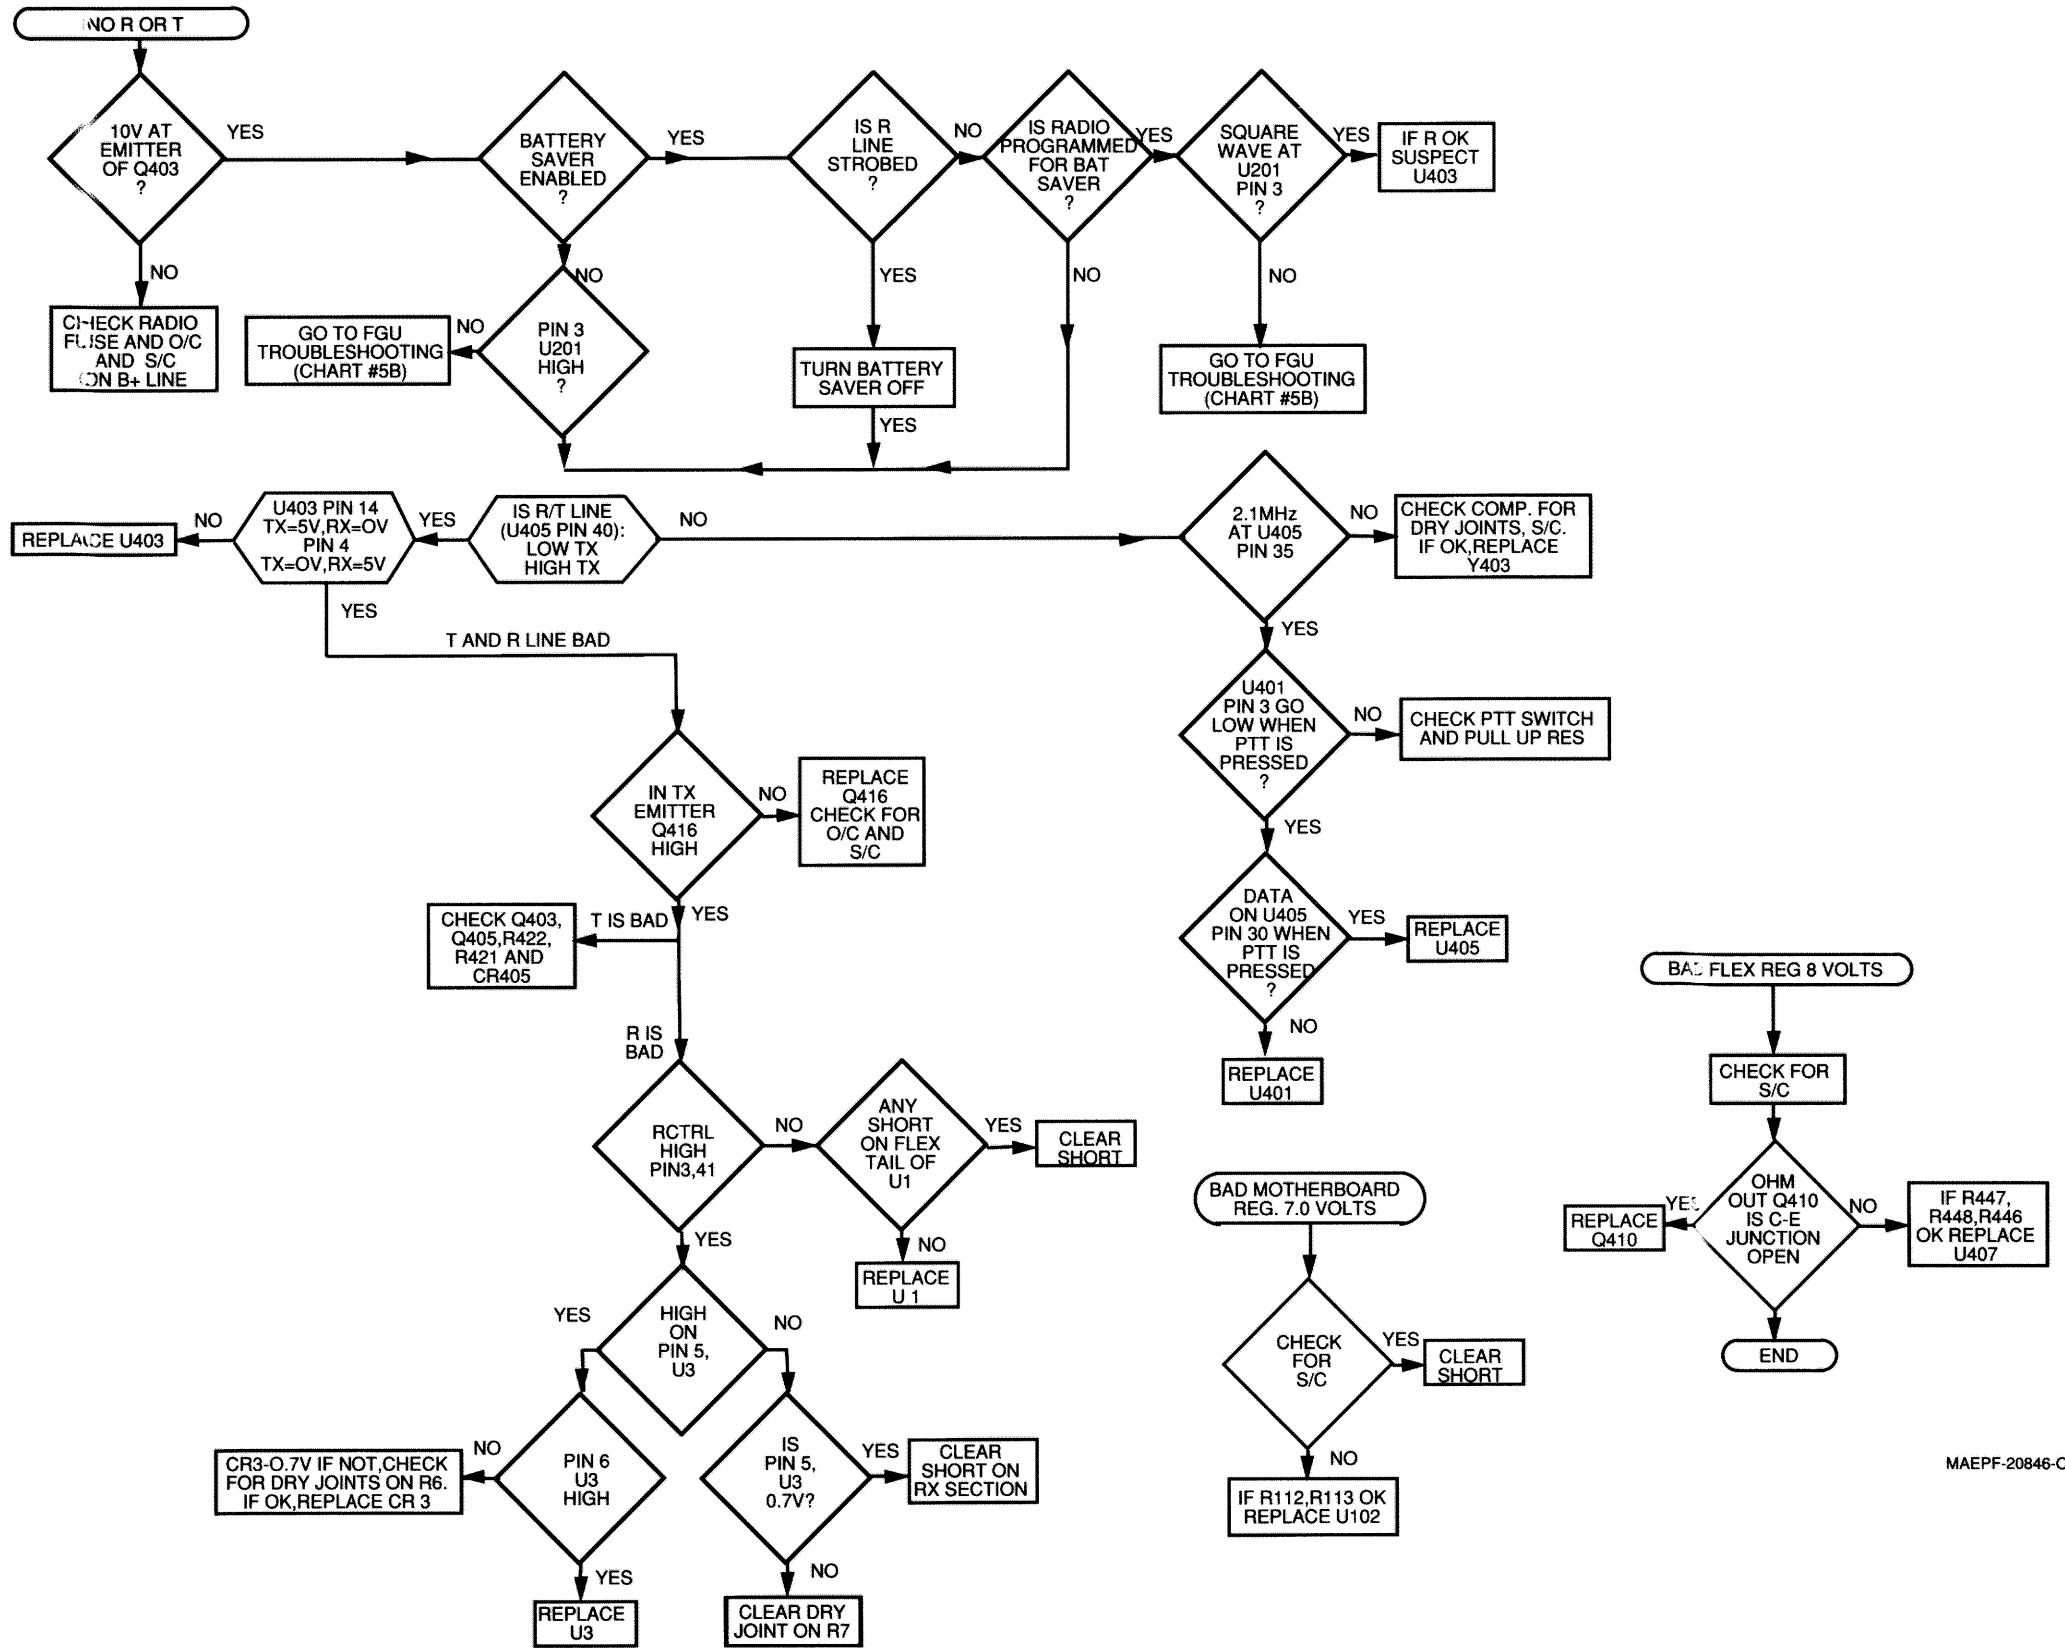 NO R OR T
10V AT
EMITTER
OF Q403
?
YES
NO
CHECK RADIO
FUSE AND O/C
AND S/C
ON B+ LINE
BATTERY
SAVER
ENABLED
?
YES
NO
PIN 3
U201
HIGH
?
NO
GO TO FGU
TROUBLESHOOTING
(CHART #5B)
IS R
LINE
STROBED
?
NO
YES
TURN BATTERY
SAVER OFF
YES
IS RADIO
PROGRAMMED
FOR BAT
SAVER
?
YES
NO
SQUARE
WAVE AT
U201
PIN 3
?
YES
IF R OK
SUSPECT
U403
NO
GO TO FGU
TROUBLESHOOTING
(CHART #5B)
REPLACE U403
NO
U403 PIN 14
TX=5V,RX=OV
PIN 4
TX=OV,RX=5V
YES
IS R/T LINE
(U405 PIN 40):
LOW TX
HIGH TX
NO
2.1MHz
AT U405
PIN 35
NO
CHECK COMP. FOR
DRY JOINTS, S/C.
IF OK,REPLACE
Y403
YES
U401
PIN 3 GO
LOW WHEN
PTT IS
PRESSED
?
NO
CHECK PTT SWITCH
AND PULL UP RES
YES
DATA
ON U405
PIN 30 WHEN
PTT IS
PRESSED
?
YES
REPLACE
U405
NO
REPLACE
U401
YES
T AND R LINE BAD
IN TX
EMITTER
Q416
HIGH
NO
REPLACE
Q416
CHECK FOR
O/C AND
S/C
YES
T IS BAD
CHECK Q403,
Q405,R422,
R421 AND
CR405
R IS
BAD
RCTRL
HIGH
PIN3,41
NO
ANY
SHORT
ON FLEX
TAIL OF
U1
YES
CLEAR
SHORT
NO
REPLACE
U 1
YES
HIGH
ON
PIN 5,
U3
YES
NO
PIN 6
U3
HIGH
NO
CR3-O.7V IF NOT,CHECK
FOR DRY JOINTS ON R6.
IF OK,REPLACE CR 3
YES
REPLACE
U3
IS
PIN 5,
U3
0.7V?
YES
CLEAR
SHORT ON
RX SECTION
NO
CLEAR DRY
JOINT ON R7
BAD MOTHERBOARD
REG. 7.0 VOLTS
CHECK
FOR
S/C
YES
CLEAR
SHORT
NO
IF R112,R113 OK
REPLACE U102
BAD FLEX REG 8 VOLTS
CHECK FOR
S/C
OHM
OUT Q410
IS C-E
JUNCTION
OPEN
YES
REPLACE
Q410
NO
IF R447,
R448,R446
OK REPLACE
U407
END
MAEPF-20846-O